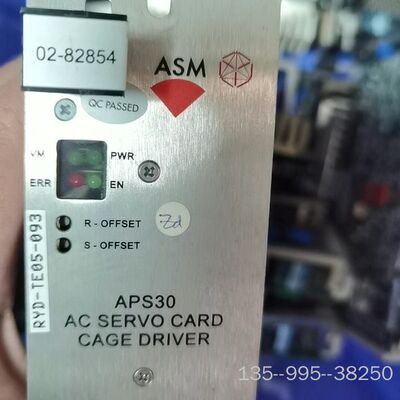 02-82854
ASM
QC PASSED
VM
PWR
ERR
EN
R - OFFSET
S - OFFSET
Zd
RYD-TE05-093
APS30
AC SERVO CARD
CAGE DRIVER
135--995--38250